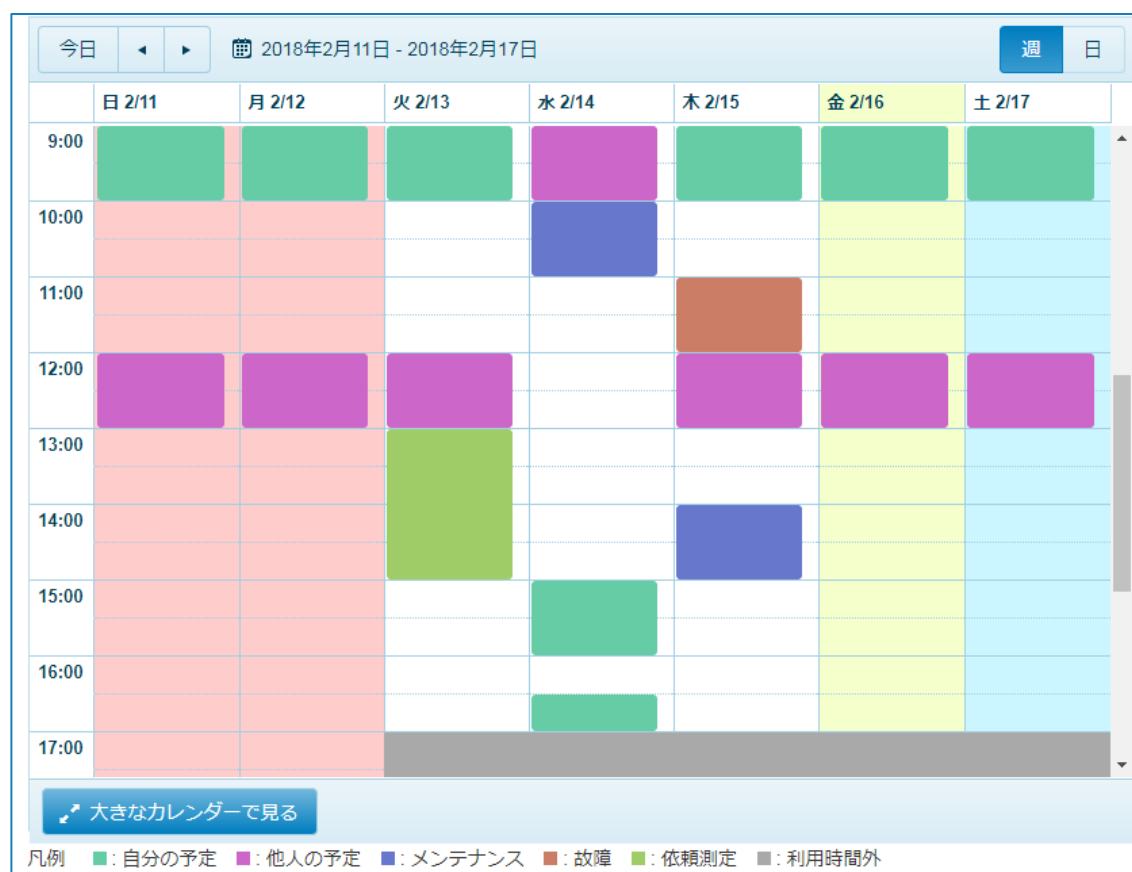 今日 ◂ ▸ 2018年2月11日 - 2018年2月17日 週 日
日 2/11 月 2/12 火 2/13 水 2/14 木 2/15 金 2/16 土 2/17
9:00
10:00
11:00
12:00
13:00
14:00
15:00
16:00
17:00
大きなカレンダーで見る
凡例 ■: 自分の予定 ■: 他人の予定 ■: メンテナンス ■: 故障 ■: 依頼測定 ■: 利用時間外